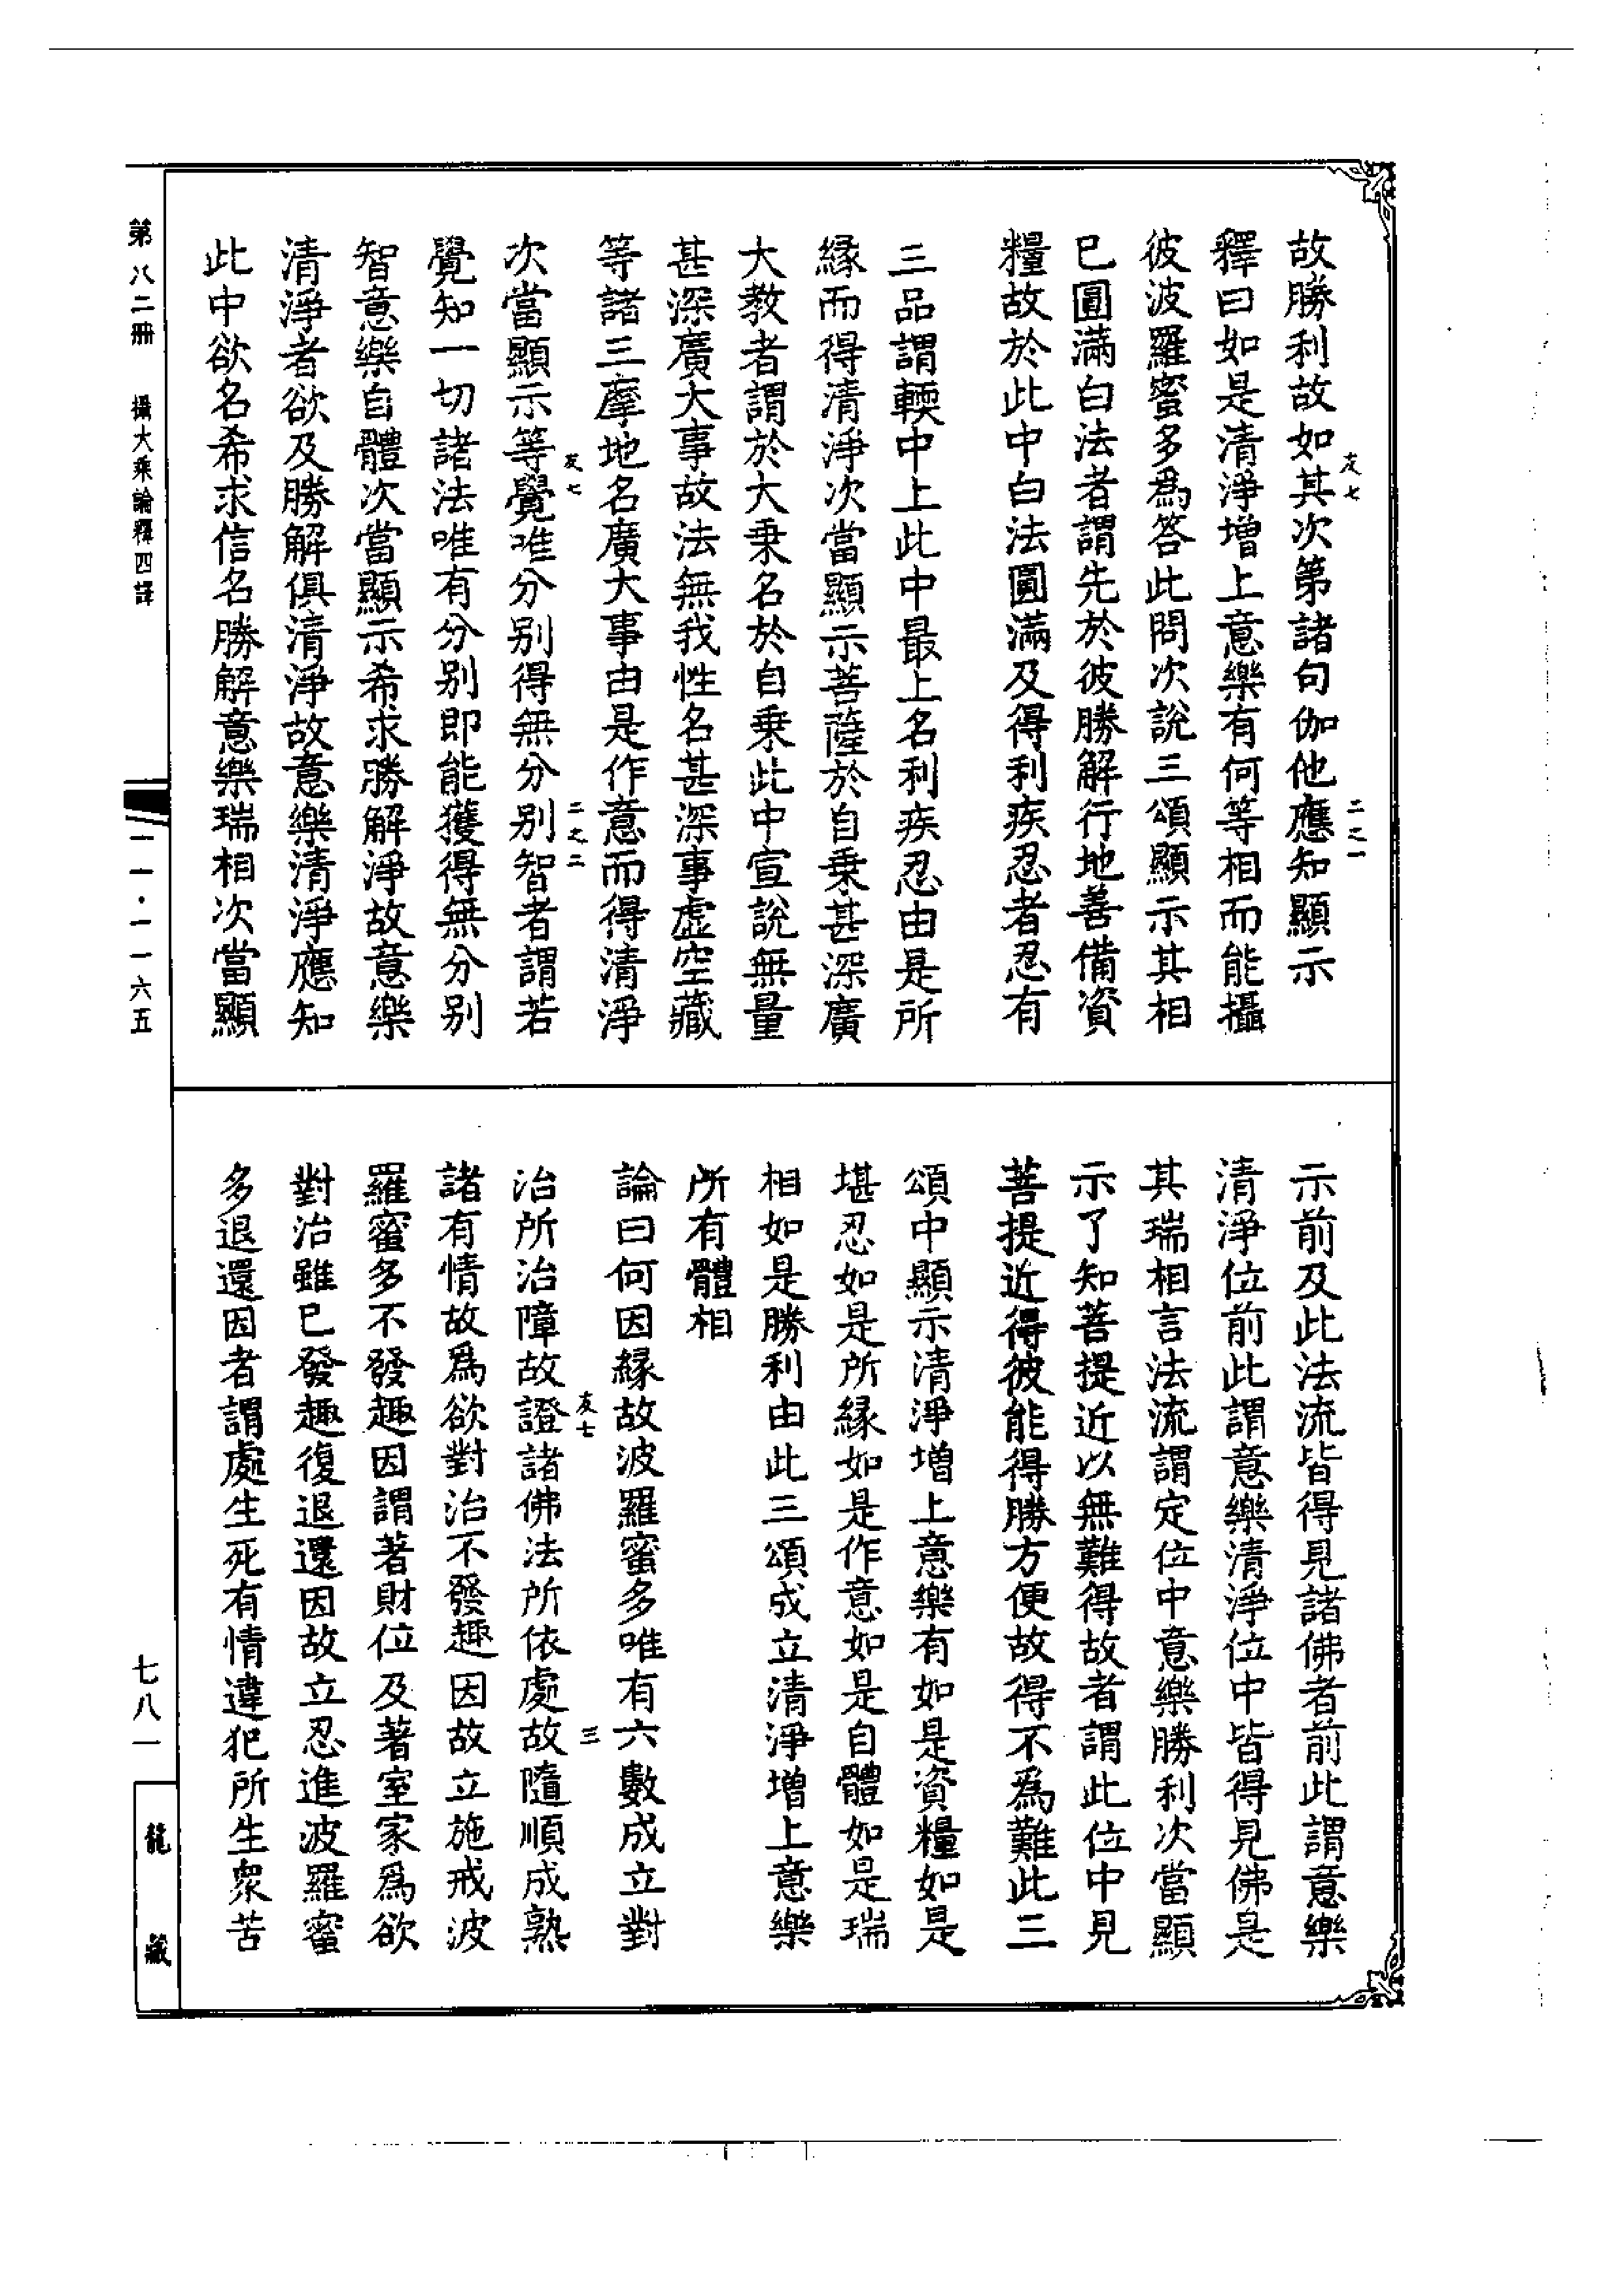 故勝利故如其次第諸句伽他應知顯示
友七
二之一
釋曰如是清淨增上意樂有何等相而能攝
彼波羅蜜多爲答此問次說三頌顯示其相
已圓滿白法者謂先於彼勝解行地善備資
糧故於此中白法圓滿及得利疾忍者忍有
三品謂輭中上此中最上名利疾忍由是所
緣而得清淨次當顯示菩薩於自乗甚深廣
大教者謂於大乗名於自乗此中宣說無量
甚深廣大事故法無我性名甚深事虛空藏
等諸三摩地名廣大事由是作意而得清淨
友七
二之二
次當顯示等覺唯分別得無分別智者謂若
覺知一切諸法唯有分別即能獲得無分別
智意樂自體次當顯示希求勝解淨故意樂
清淨者欲及勝解俱清淨故意樂清淨應知
此中欲名希求信名勝解意樂瑞相次當顯
示前及此法流皆得見諸佛者前此謂意樂
清淨位前此謂意樂清淨位中皆得見佛是
其瑞相言法流謂定位中意樂勝利次當顯
示了知菩提近以無難得故者謂此位中見
菩提近得彼能得勝方便故得不爲難此三
頌中顯示清淨增上意樂有如是資糧如是
堪忍如是所緣如是作意如是自體如是瑞
相如是勝利由此三頌成立清淨增上意樂
所有體相
論曰何因緣故波羅蜜多唯有六數成立對
友七
三
治所治障故證諸佛法所依處故隨順成熟
諸有情故爲欲對治不發趣因故立施戒波
羅蜜多不發趣因謂著財位及著室家爲欲
對治雖已發趣復退還因故立忍進波羅蜜
多退還因者謂處生死有情違犯所生衆苦
第八二册 攝大乘論釋四譯
一一·一一六五
七八一
龍藏